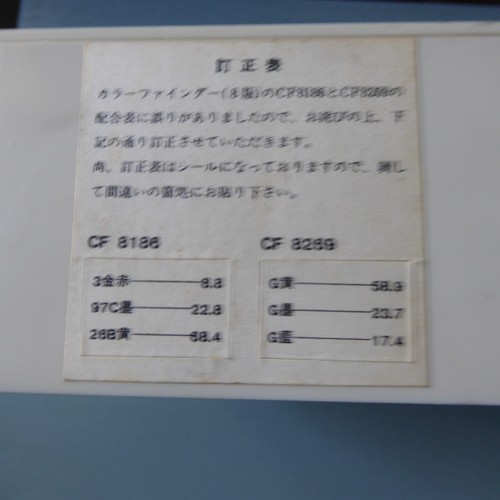 訂正表
カラーファインダー(8版)のCF8186とCF8269の
配合表に誤りがありましたので、お詫びの上、下
記の通り訂正させていただきます。
尚、訂正表はシールになっておりますので、剝し
て間違いの箇処にお貼り下さい。
CF 8186
3金赤 8.8
97C墨 22.8
26B黄 68.4
CF 8269
G黄 58.9
G墨 23.7
G藍 17.4